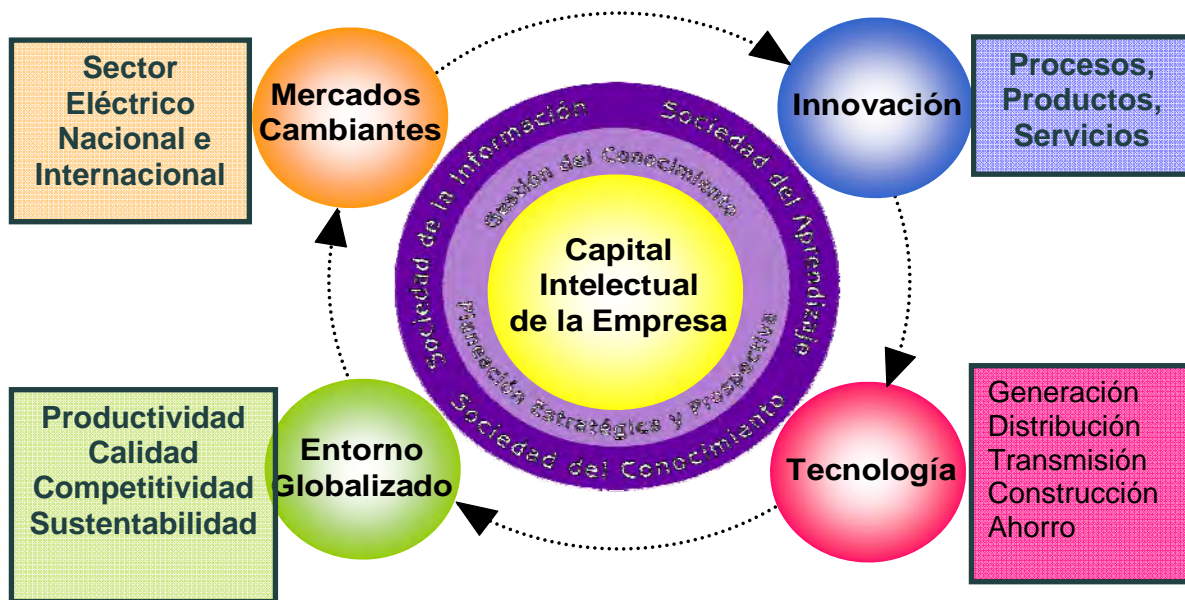 Sector
Eléctrico
Nacional e
Internacional
Mercados
Cambiantes
Innovación
Procesos,
Productos,
Servicios
Sociedad de la Información
Sociedad del Aprendizaje
Sociedad del Conocimiento
Gestión del Conocimiento
Planeación Estratégica y Prospectiva
Capital
Intelectual
de la Empresa
Productividad
Calidad
Competitividad
Sustentabilidad
Entorno
Globalizado
Tecnología
Generación
Distribución
Transmisión
Construcción
Ahorro